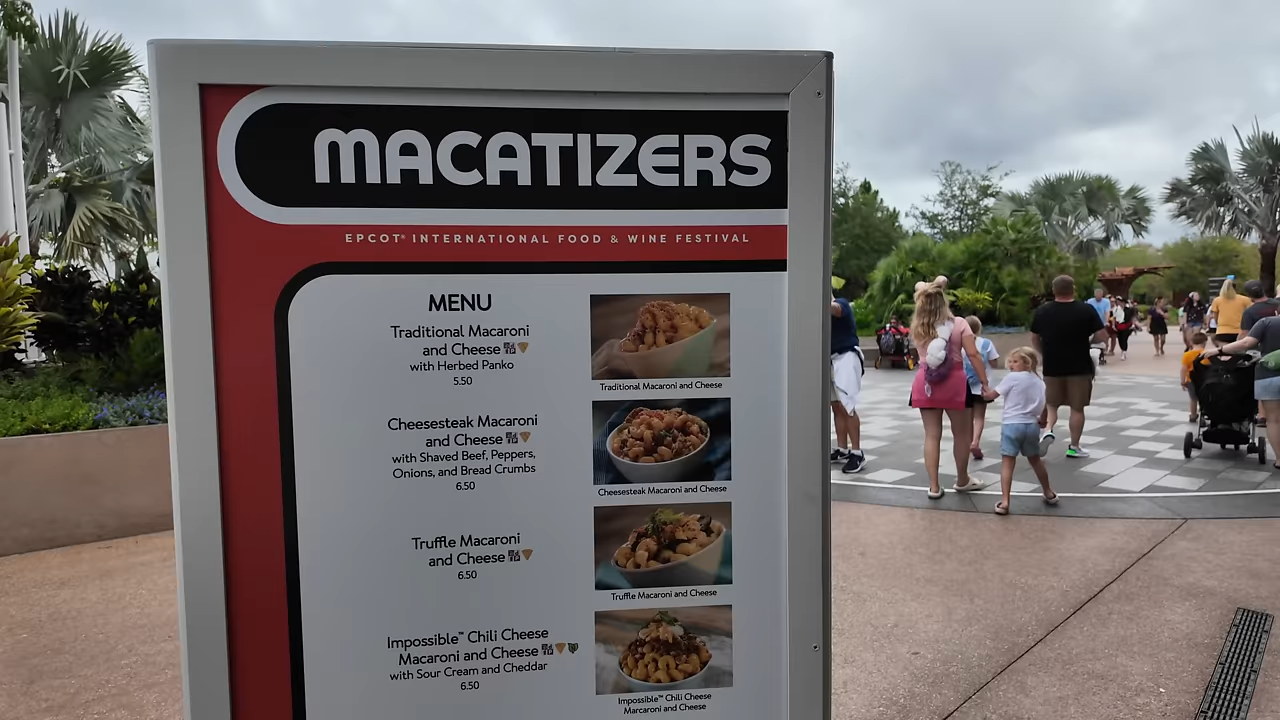 MACATIZERS
EPCOT® INTERNATIONAL FOOD & WINE FESTIVAL
MENU
Traditional Macaroni
and Cheese
with Herbed Panko
5.50
Traditional Macaroni and Cheese
Cheesesteak Macaroni
and Cheese
with Shaved Beef, Peppers,
Onions, and Bread Crumbs
6.50
Cheesesteak Macaroni and Cheese
Truffle Macaroni
and Cheese
6.50
Truffle Macaroni and Cheese
Impossible™ Chili Cheese
Macaroni and Cheese
with Sour Cream and Cheddar
6.50
Impossible™ Chili Cheese
Marcaroni and Cheese